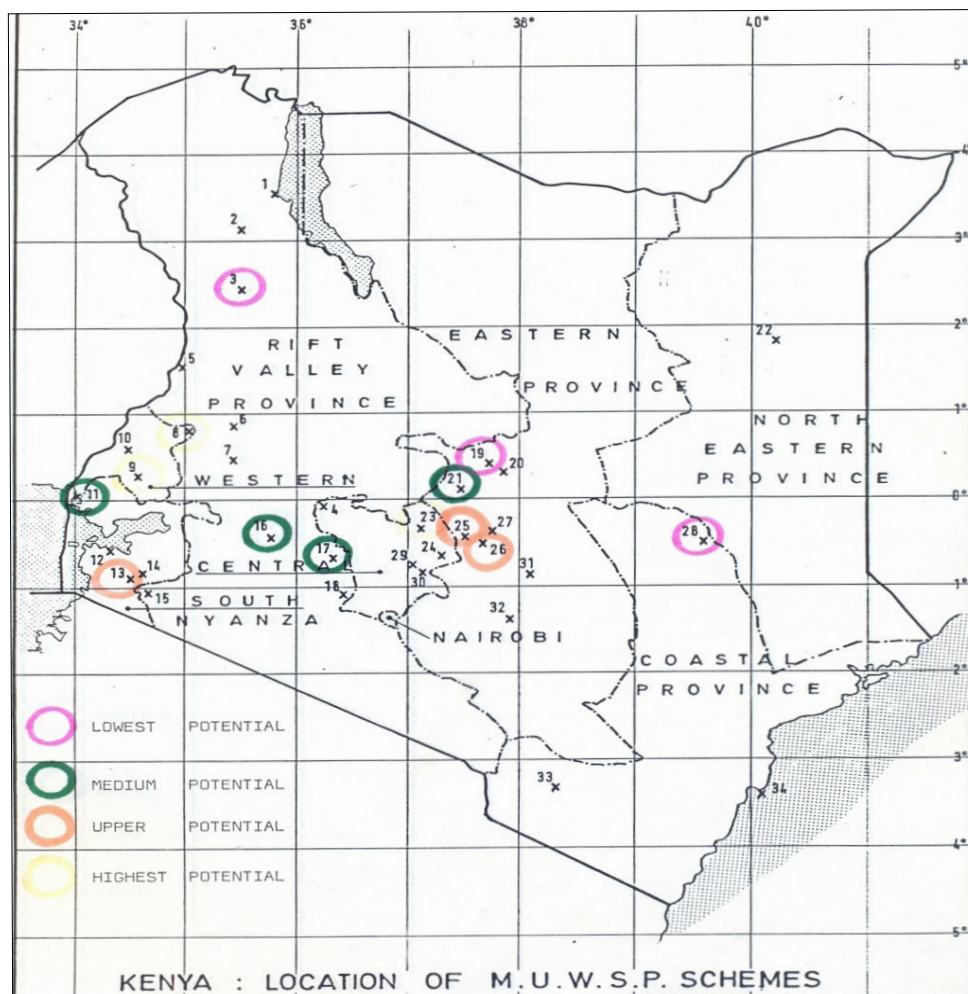 34° 36° 38° 40°
5°
4°
1
2
3°
3
2°
22
RIFT
EASTERN
VALLEY
5
PROVINCE
PROVINCE
1°
8
6
10
7
NORTH
EASTERN
19
20
9
21
PROVINCE
WESTERN
11
0°
4
23
27
16
25
28
17
26
12
24
29
CENTRAL
13
14
30
31
1°
15
18
SOUTH
32
NYANZA
NAIROBI
COASTAL
2°
PROVINCE
LOWEST POTENTIAL
3°
33
MEDIUM POTENTIAL
34
UPPER POTENTIAL
4°
HIGHEST POTENTIAL
5°
KENYA : LOCATION OF M.U.W.S.P. SCHEMES